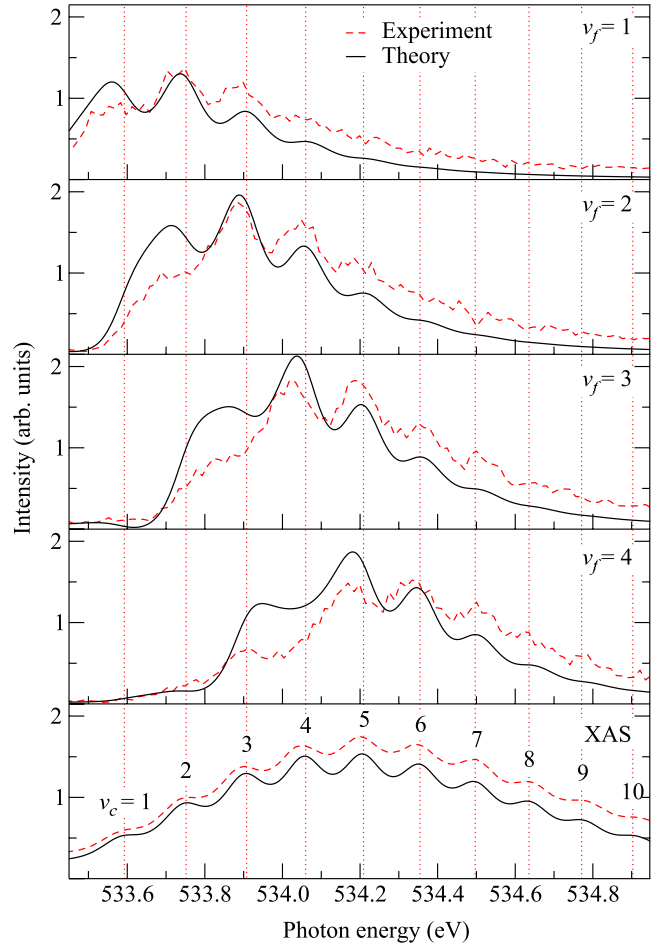 2
Experiment
v_f = 1
Theory
1
2
v_f = 2
1
2
v_f = 3
1
Intensity (arb. units)
2
v_f = 4
1
2
XAS
v_c = 1
2
3
4
5
6
7
8
9
10
1
533.6
533.8
534.0
534.2
534.4
534.6
534.8
Photon energy (eV)